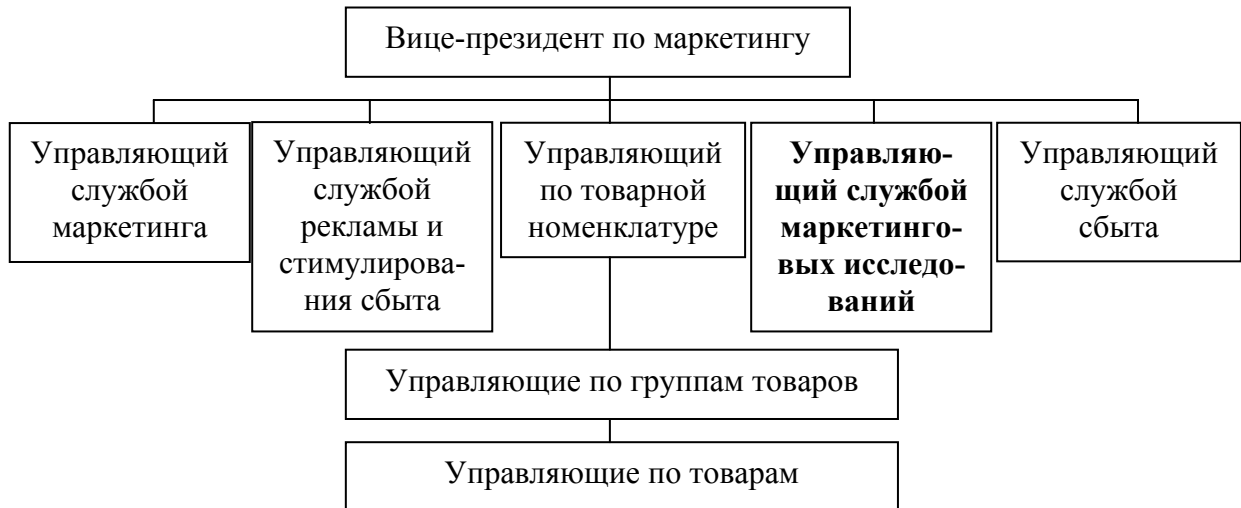 Вице-президент по маркетингу
Управляющий
службой
маркетинга
Управляющий
службой
рекламы и
стимулирова-
ния сбыта
Управляющий
по товарной
номенклатуре
Управляю-
щий службой
маркетинго-
вых исследо-
ваний
Управляющий
службой
сбыта
Управляющие по группам товаров
Управляющие по товарам